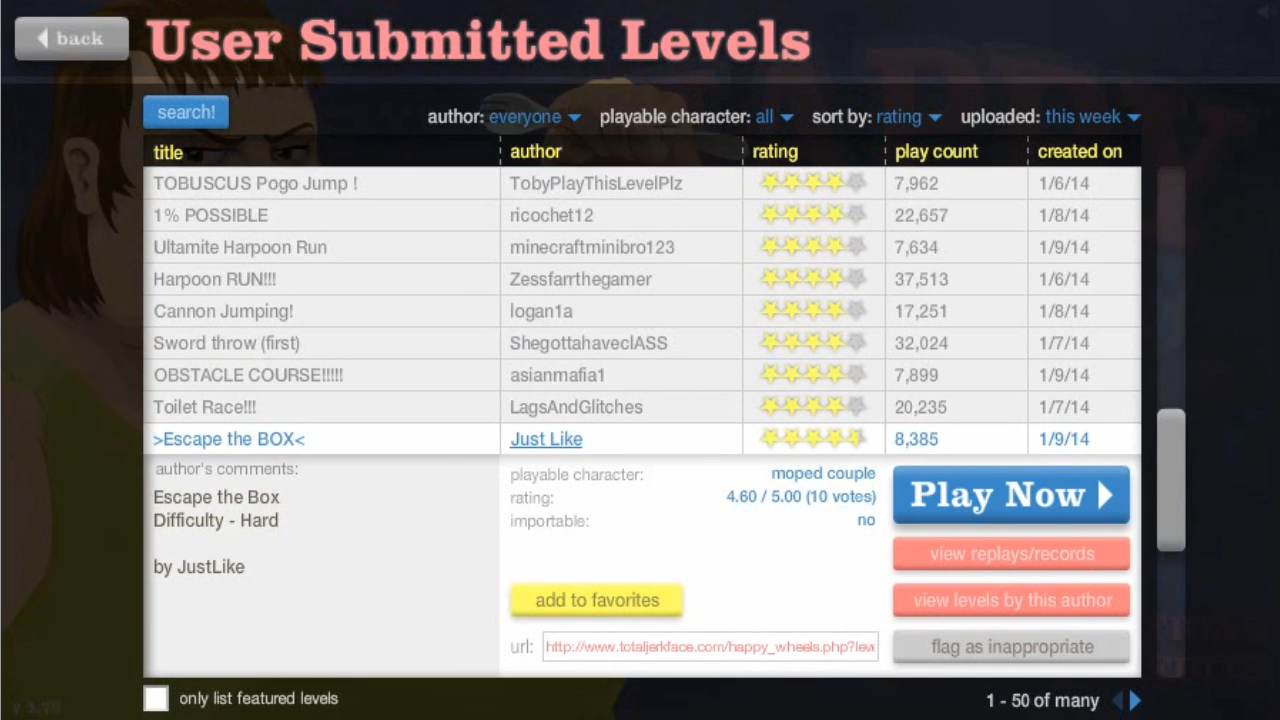 back
User Submitted Levels
search!
author: everyone playable character: all sort by: rating uploaded: this week
title author rating play count created on
TOBUSCUS Pogo Jump ! TobyPlayThisLevelPlz 7,962 1/6/14
1% POSSIBLE ricochet12 22,657 1/8/14
Ultamite Harpoon Run minecraftminibro123 7,634 1/9/14
Harpoon RUN!!! Zessfarrthegamer 37,513 1/6/14
Cannon Jumping! logan1a 17,251 1/8/14
Sword throw (first) ShegottahaveclASS 32,024 1/7/14
OBSTACLE COURSE!!!!! asianmafia1 7,899 1/9/14
Toilet Race!!! LagsAndGlitches 20,235 1/7/14
>Escape the BOX< Just Like 8,385 1/9/14
author's comments:
Escape the Box
Difficulty - Hard
by JustLike
playable character: moped couple
rating: 4.60 / 5.00 (10 votes)
importable: no
add to favorites
url: http://www.totaljerkface.com/happy_wheels.php?lev
Play Now
view replays/records
view levels by this author
flag as inappropriate
only list featured levels
1 - 50 of many